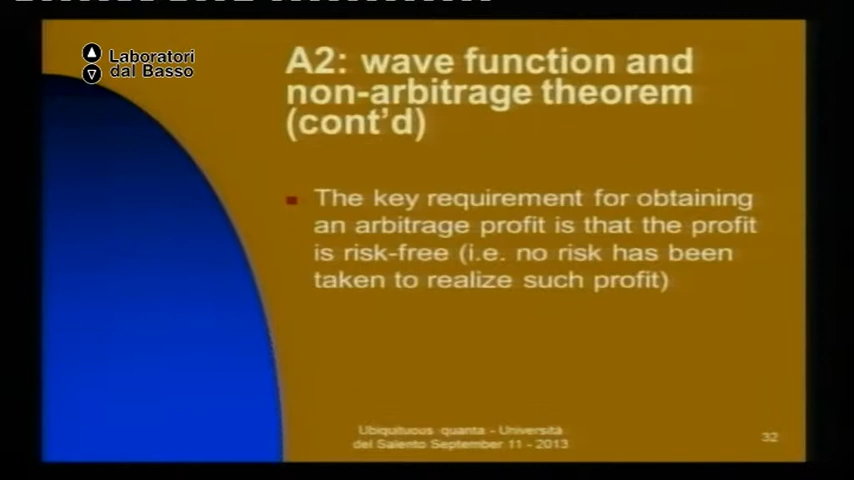 Laboratori
dal Basso
A2: wave function and
non-arbitrage theorem
(cont'd)
The key requirement for obtaining
an arbitrage profit is that the profit
is risk-free (i.e. no risk has been
taken to realize such profit)
Ubiquituous quanta - Università
del Salento September 11 - 2013
32